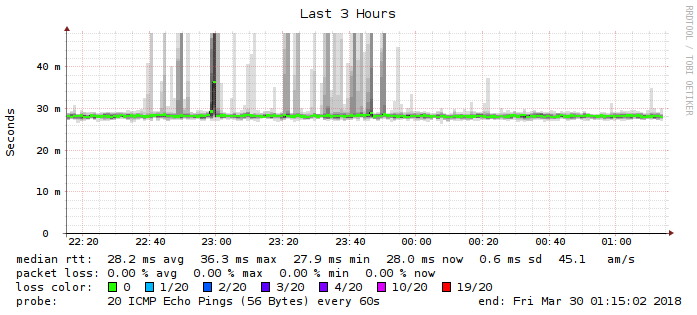 Last 3 Hours
RRDTOOL / TOBI OETIKER
Seconds
40 m
30 m
20 m
10 m
0
22:20 22:40 23:00 23:20 23:40 00:00 00:20 00:40 01:00
median rtt: 28.2 ms avg 36.3 ms max 27.9 ms min 28.0 ms now 0.6 ms sd 45.1 am/s
packet loss: 0.00 % avg 0.00 % max 0.00 % min 0.00 % now
loss color: 0 1/20 2/20 3/20 4/20 10/20 19/20
probe: 20 ICMP Echo Pings (56 Bytes) every 60s end: Fri Mar 30 01:15:02 2018